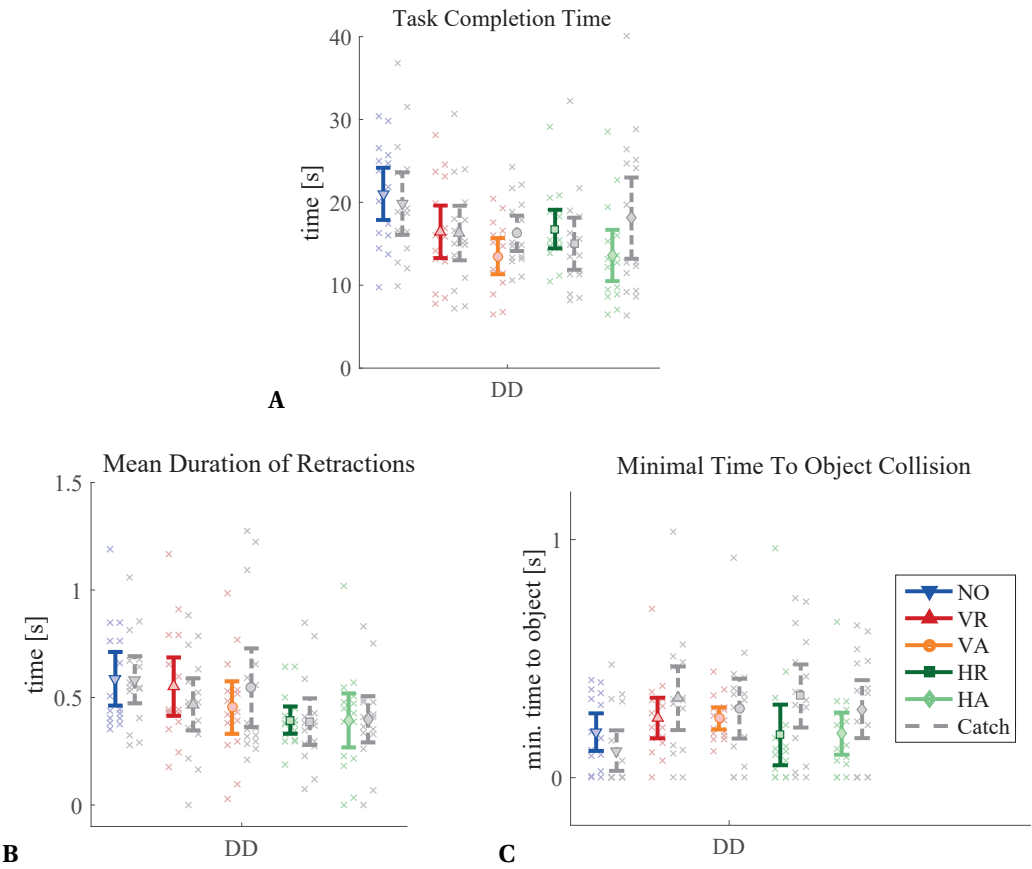 Task Completion Time
40
30
20
10
0
time [s]
DD
A
Mean Duration of Retractions
1.5
1
0.5
0
time [s]
DD
B
Minimal Time To Object Collision
1
0
min. time to object [s]
DD
C
NO
VR
VA
HR
HA
Catch